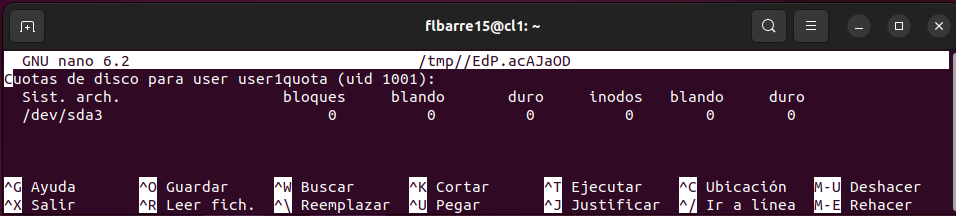 flbarre15@cl1: ~
GNU nano 6.2 /tmp//EdP.acAJaOD
Cuotas de disco para user user1quota (uid 1001):
Sist. arch. bloques blando duro inodos blando duro
/dev/sda3 0 0 0 0 0 0
^G Ayuda ^O Guardar ^W Buscar ^K Cortar ^T Ejecutar ^C Ubicación M-U Deshacer
^X Salir ^R Leer fich. ^\ Reemplazar ^U Pegar ^J Justificar ^/ Ir a línea M-E Rehacer